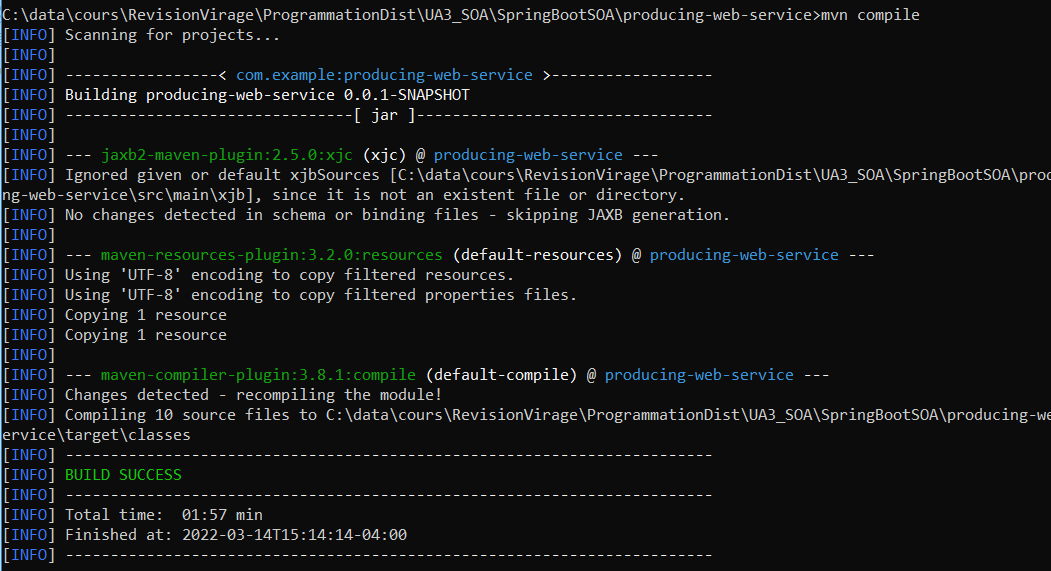 C:\data\cours\RevisionVirage\ProgrammationDist\UA3_SOA\SpringBootSOA\producing-web-service>mvn compile
[INFO] Scanning for projects...
[INFO]
[INFO] -----------------< com.example:producing-web-service >------------------
[INFO] Building producing-web-service 0.0.1-SNAPSHOT
[INFO] --------------------------------[ jar ]---------------------------------
[INFO]
[INFO] --- jaxb2-maven-plugin:2.5.0:xjc (xjc) @ producing-web-service ---
[INFO] Ignored given or default xjbSources [C:\data\cours\RevisionVirage\ProgrammationDist\UA3_SOA\SpringBootSOA\prod
ng-web-service\src\main\xjb], since it is not an existent file or directory.
[INFO] No changes detected in schema or binding files - skipping JAXB generation.
[INFO]
[INFO] --- maven-resources-plugin:3.2.0:resources (default-resources) @ producing-web-service ---
[INFO] Using 'UTF-8' encoding to copy filtered resources.
[INFO] Using 'UTF-8' encoding to copy filtered properties files.
[INFO] Copying 1 resource
[INFO] Copying 1 resource
[INFO]
[INFO] --- maven-compiler-plugin:3.8.1:compile (default-compile) @ producing-web-service ---
[INFO] Changes detected - recompiling the module!
[INFO] Compiling 10 source files to C:\data\cours\RevisionVirage\ProgrammationDist\UA3_SOA\SpringBootSOA\producing-we
ervice\target\classes
[INFO] ------------------------------------------------------------------------
[INFO] BUILD SUCCESS
[INFO] ------------------------------------------------------------------------
[INFO] Total time:  01:57 min
[INFO] Finished at: 2022-03-14T15:14:14-04:00
[INFO] ------------------------------------------------------------------------